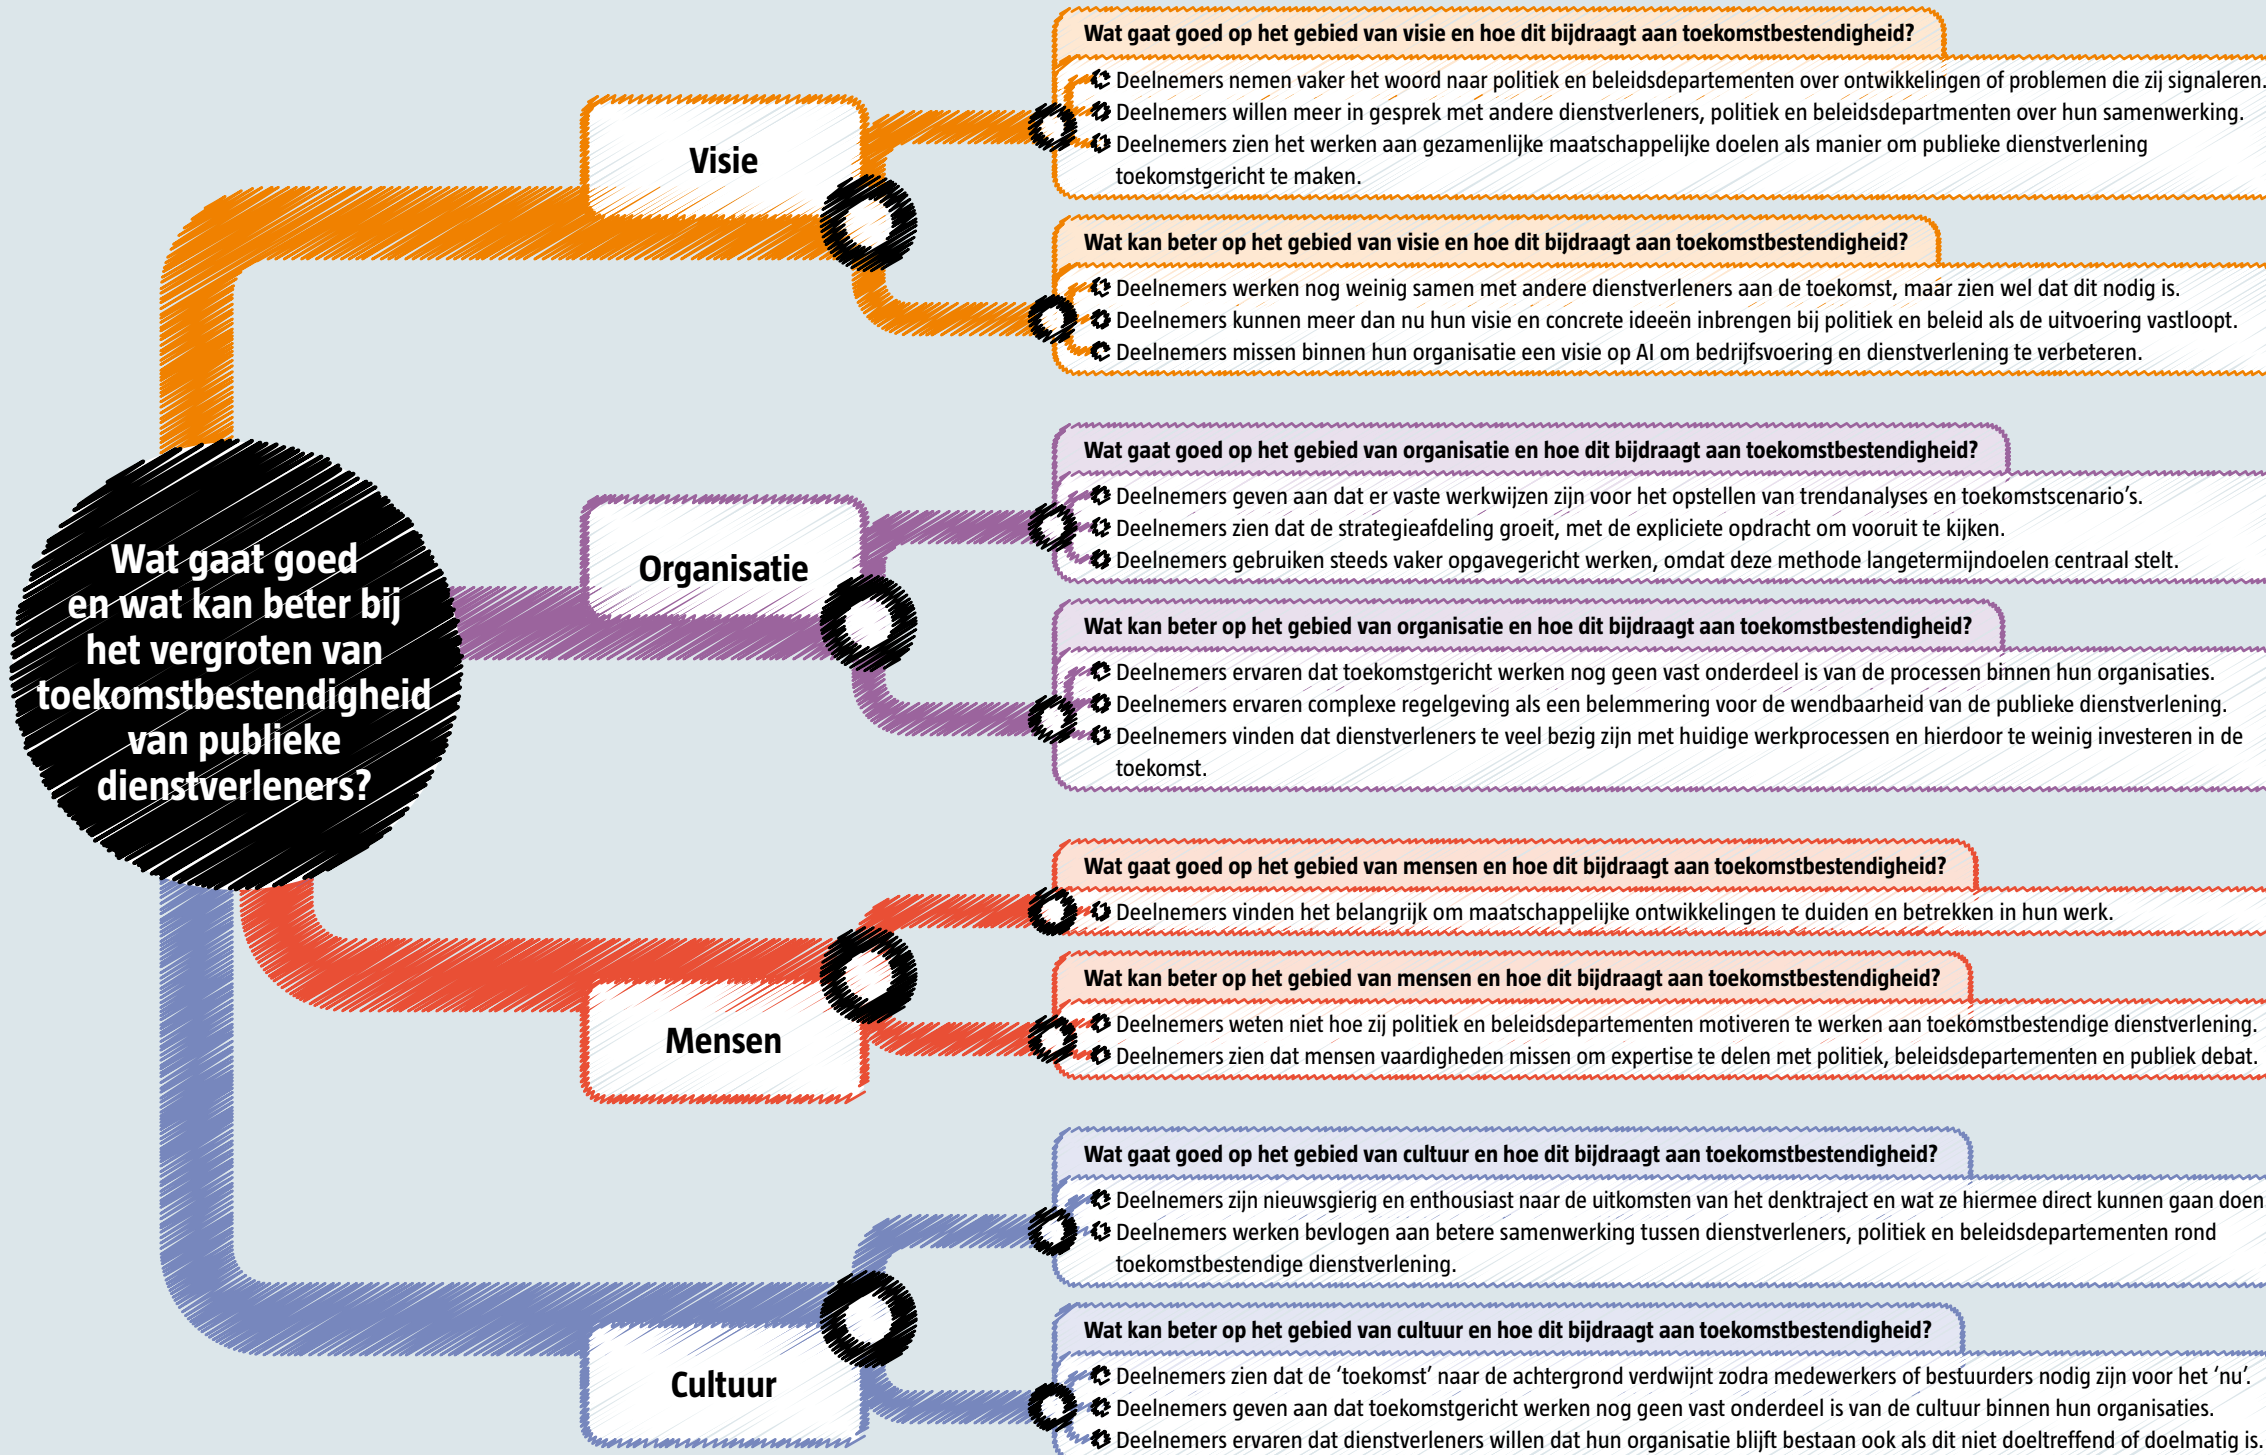 Wat gaat goed
en wat kan beter bij
het vergroten van
toekomstbestendigheid
van publieke
dienstverleners?
Visie
Wat gaat goed op het gebied van visie en hoe dit bijdraagt aan toekomstbestendigheid?
Deelnemers nemen vaker het woord naar politiek en beleidsdepartementen over ontwikkelingen of problemen die zij signaleren.
Deelnemers willen meer in gesprek met andere dienstverleners, politiek en beleidsdepartmenten over hun samenwerking.
Deelnemers zien het werken aan gezamenlijke maatschappelijke doelen als manier om publieke dienstverlening
toekomstgericht te maken.
Wat kan beter op het gebied van visie en hoe dit bijdraagt aan toekomstbestendigheid?
Deelnemers werken nog weinig samen met andere dienstverleners aan de toekomst, maar zien wel dat dit nodig is.
Deelnemers kunnen meer dan nu hun visie en concrete ideeën inbrengen bij politiek en beleid als de uitvoering vastloopt.
Deelnemers missen binnen hun organisatie een visie op AI om bedrijfsvoering en dienstverlening te verbeteren.
Organisatie
Wat gaat goed op het gebied van organisatie en hoe dit bijdraagt aan toekomstbestendigheid?
Deelnemers geven aan dat er vaste werkwijzen zijn voor het opstellen van trendanalyses en toekomstscenario's.
Deelnemers zien dat de strategieafdeling groeit, met de expliciete opdracht om vooruit te kijken.
Deelnemers gebruiken steeds vaker opgavegericht werken, omdat deze methode langetermijndoelen centraal stelt.
Wat kan beter op het gebied van organisatie en hoe dit bijdraagt aan toekomstbestendigheid?
Deelnemers ervaren dat toekomstgericht werken nog geen vast onderdeel is van de processen binnen hun organisaties.
Deelnemers ervaren complexe regelgeving als een belemmering voor de wendbaarheid van de publieke dienstverlening.
Deelnemers vinden dat dienstverleners te veel bezig zijn met huidige werkprocessen en hierdoor te weinig investeren in de
toekomst.
Mensen
Wat gaat goed op het gebied van mensen en hoe dit bijdraagt aan toekomstbestendigheid?
Deelnemers vinden het belangrijk om maatschappelijke ontwikkelingen te duiden en betrekken in hun werk.
Wat kan beter op het gebied van mensen en hoe dit bijdraagt aan toekomstbestendigheid?
Deelnemers weten niet hoe zij politiek en beleidsdepartementen motiveren te werken aan toekomstbestendige dienstverlening.
Deelnemers zien dat mensen vaardigheden missen om expertise te delen met politiek, beleidsdepartementen en publiek debat.
Cultuur
Wat gaat goed op het gebied van cultuur en hoe dit bijdraagt aan toekomstbestendigheid?
Deelnemers zijn nieuwsgierig en enthousiast naar de uitkomsten van het denktraject en wat ze hiermee direct kunnen gaan doen
Deelnemers werken bevlogen aan betere samenwerking tussen dienstverleners, politiek en beleidsdepartementen rond
toekomstbestendige dienstverlening.
Wat kan beter op het gebied van cultuur en hoe dit bijdraagt aan toekomstbestendigheid?
Deelnemers zien dat de ‘toekomst’ naar de achtergrond verdwijnt zodra medewerkers of bestuurders nodig zijn voor het ‘nu’.
Deelnemers geven aan dat toekomstgericht werken nog geen vast onderdeel is van de cultuur binnen hun organisaties.
Deelnemers ervaren dat dienstverleners willen dat hun organisatie blijft bestaan ook als dit niet doeltreffend of doelmatig is